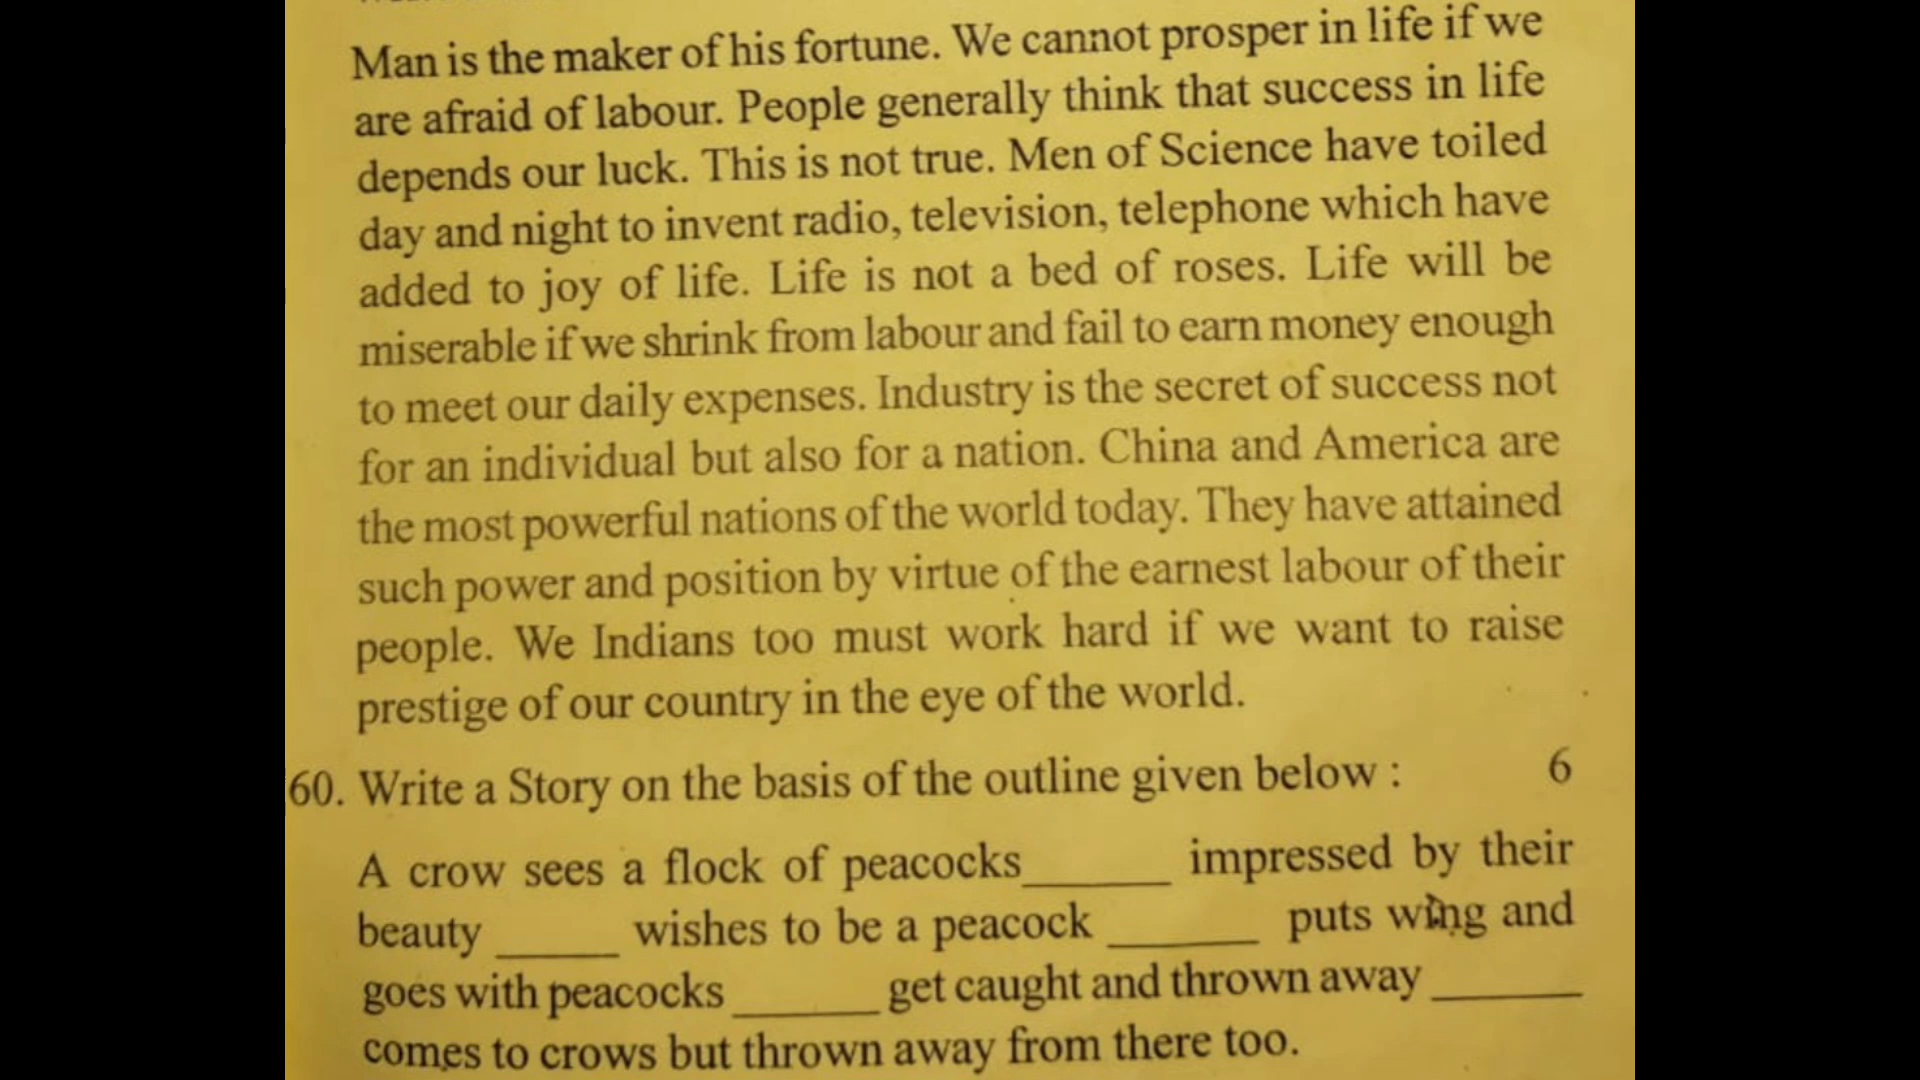 Man is the maker of his fortune. We cannot prosper in life if we
are afraid of labour. People generally think that success in life
depends our luck. This is not true. Men of Science have toiled
day and night to invent radio, television, telephone which have
added to joy of life. Life is not a bed of roses. Life will be
miserable if we shrink from labour and fail to earn money enough
to meet our daily expenses. Industry is the secret of success not
for an individual but also for a nation. China and America are
the most powerful nations of the world today. They have attained
such power and position by virtue of the earnest labour of their
people. We Indians too must work hard if we want to raise
prestige of our country in the eye of the world.
60. Write a Story on the basis of the outline given below : 6
A crow sees a flock of peacocks______ impressed by their
beauty _____ wishes to be a peacock ______ puts wing and
goes with peacocks ______ get caught and thrown away ______
comes to crows but thrown away from there too.